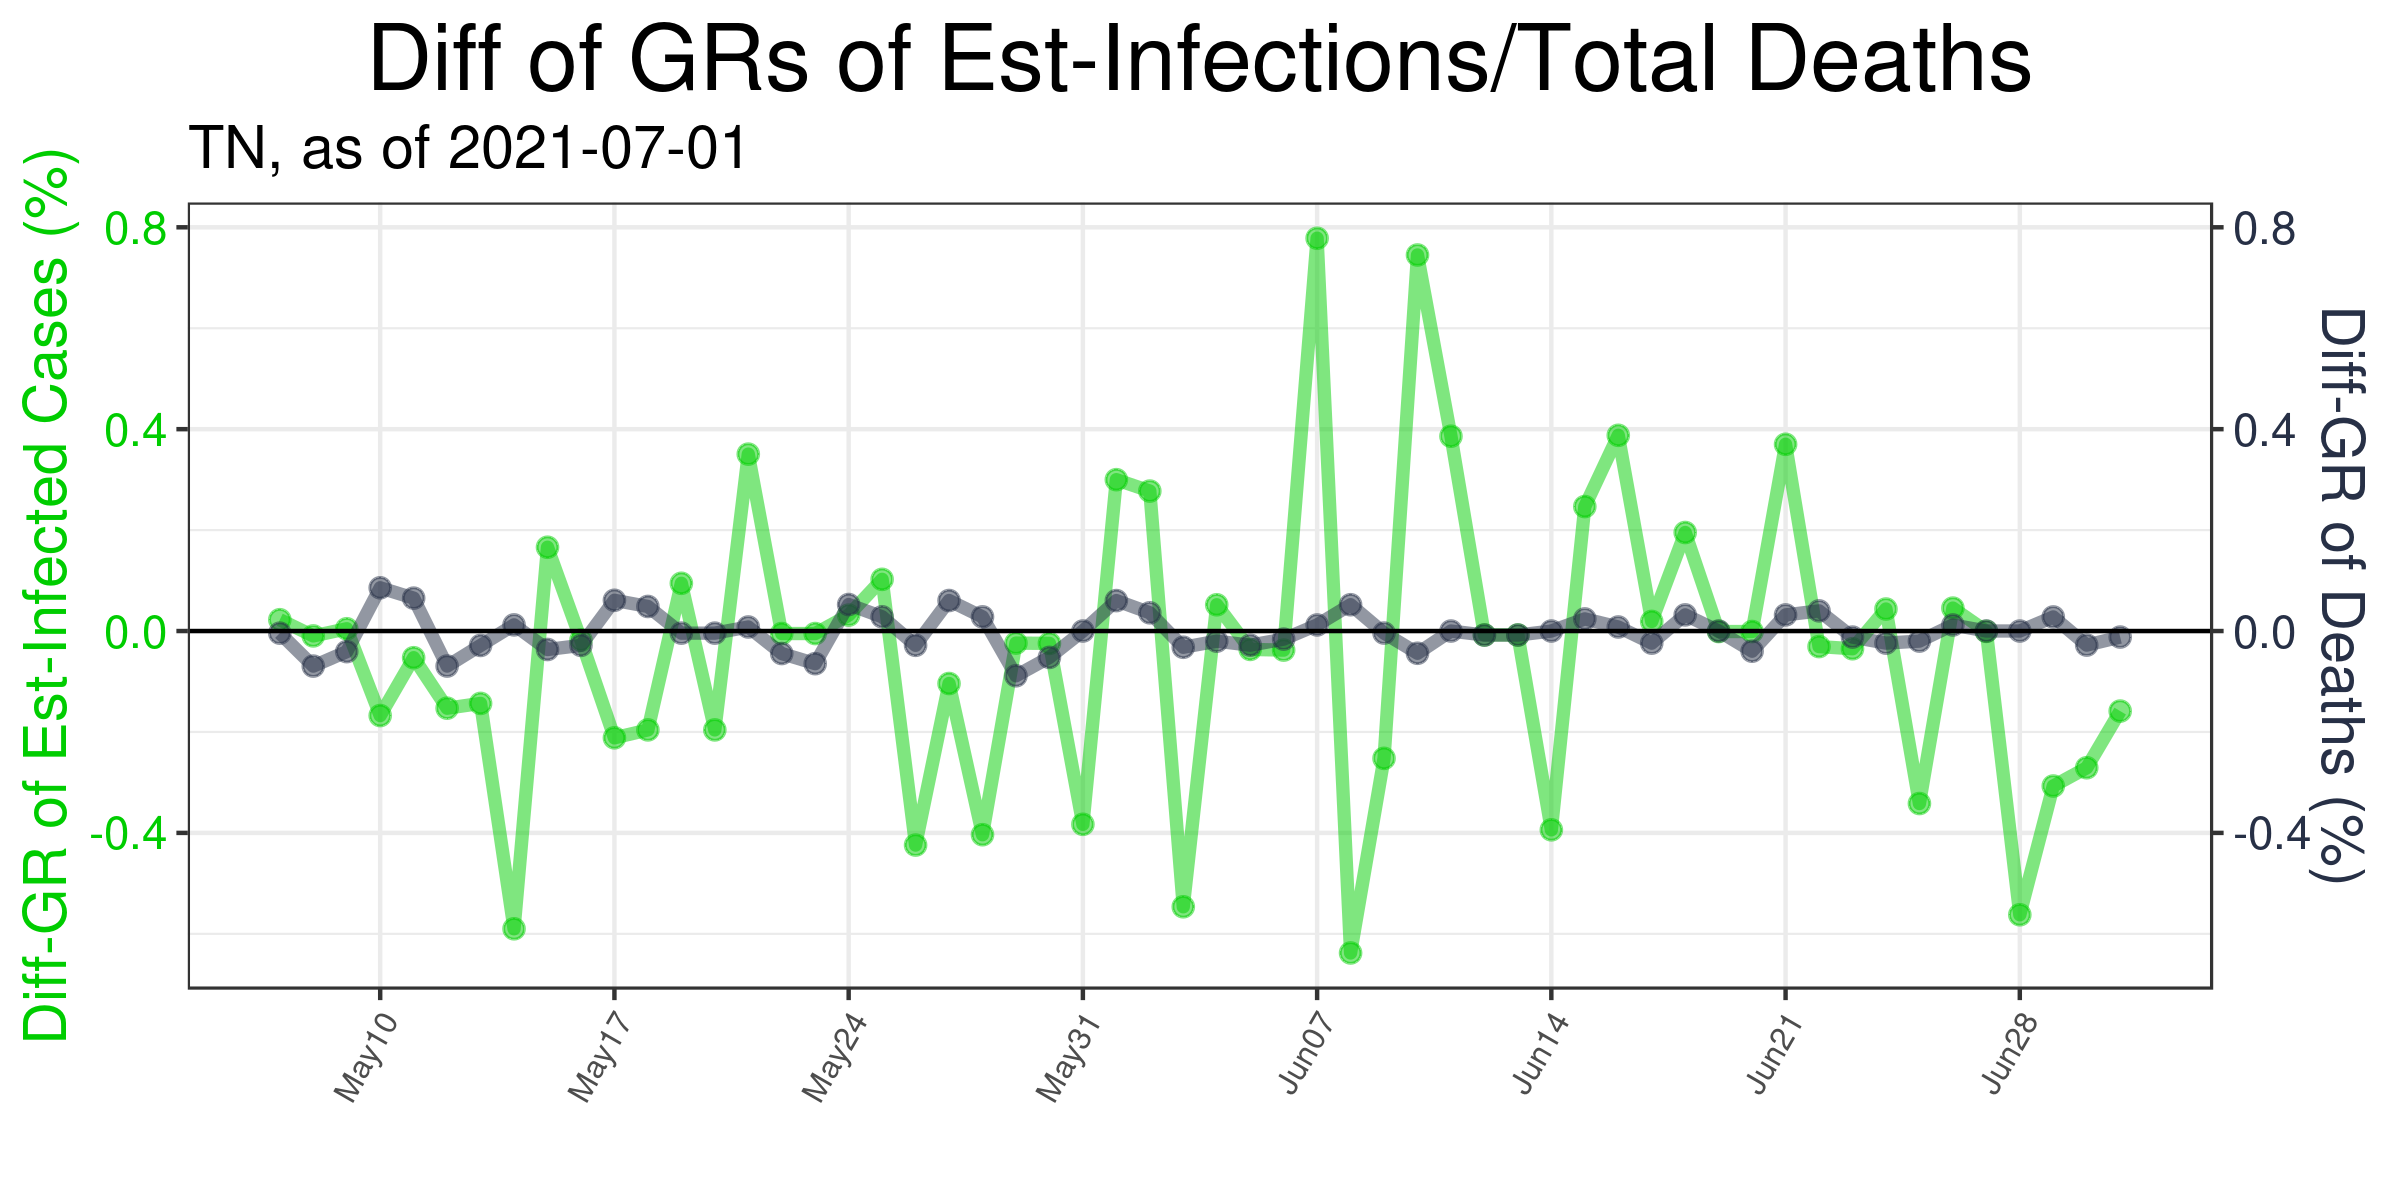 Diff of GRs of Est-Infections/Total Deaths
TN, as of 2021-07-01
Diff-GR of Est-Infected Cases (%)
0.8
0.4
0.0
-0.4
0.8
0.4
0.0
-0.4
Diff-GR of Deaths (%)
May10
May17
May24
May31
Jun07
Jun14
Jun21
Jun28